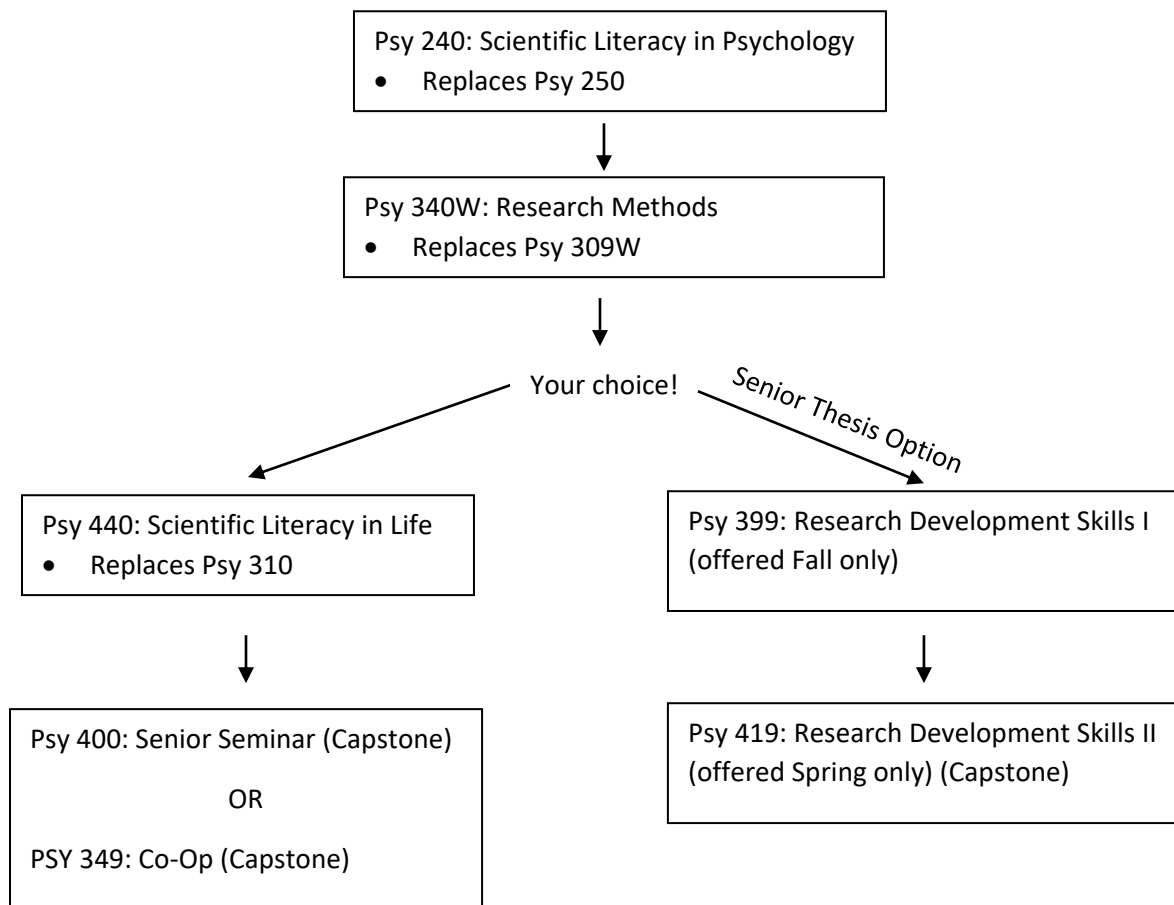 Psy 240: Scientific Literacy in Psychology
• Replaces Psy 250
Psy 340W: Research Methods
• Replaces Psy 309W
Your choice!
Senior Thesis Option
Psy 440: Scientific Literacy in Life
• Replaces Psy 310
Psy 399: Research Development Skills I
(offered Fall only)
Psy 400: Senior Seminar (Capstone)
OR
PSY 349: Co-Op (Capstone)
Psy 419: Research Development Skills II
(offered Spring only) (Capstone)